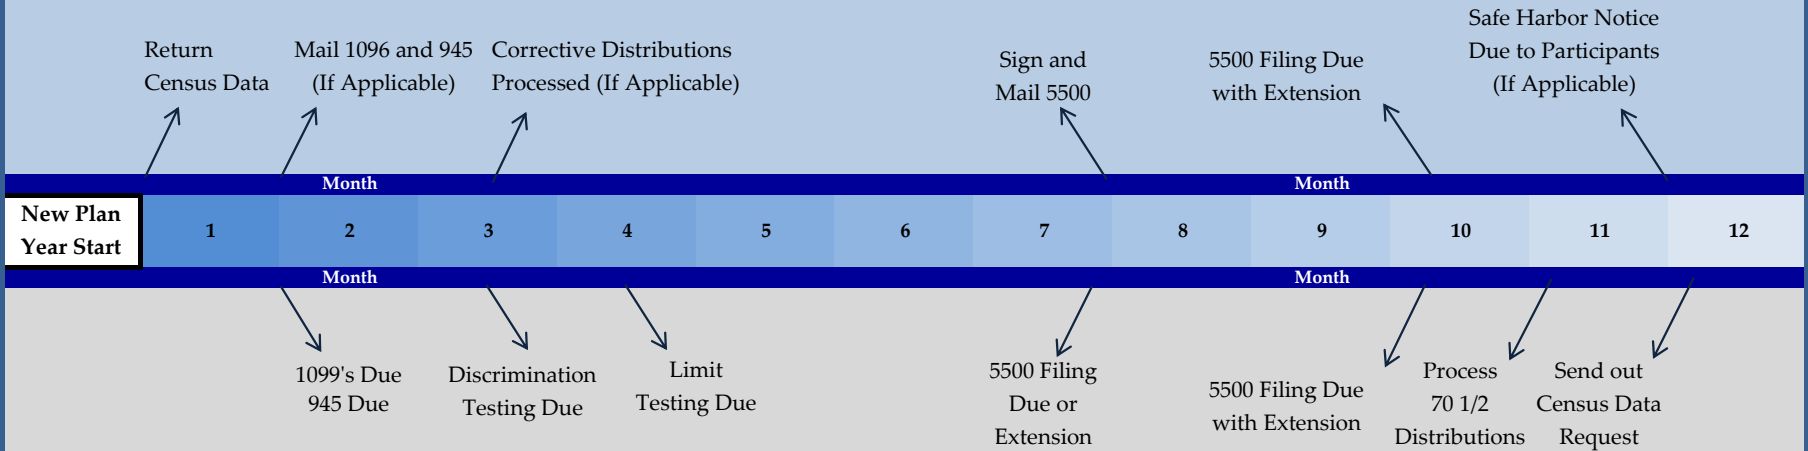 Return
Census Data
Mail 1096 and 945
(If Applicable)
Corrective Distributions
Processed (If Applicable)
Sign and
Mail 5500
5500 Filing Due
with Extension
Safe Harbor Notice
Due to Participants
(If Applicable)
Month
Month
New Plan
Year Start
1
2
3
4
5
6
7
8
9
10
11
12
Month
Month
1099's Due
945 Due
Discrimination
Testing Due
Limit
Testing Due
5500 Filing
Due or
Extension
5500 Filing Due
with Extension
Process
70 1/2
Distributions
Send out
Census Data
Request